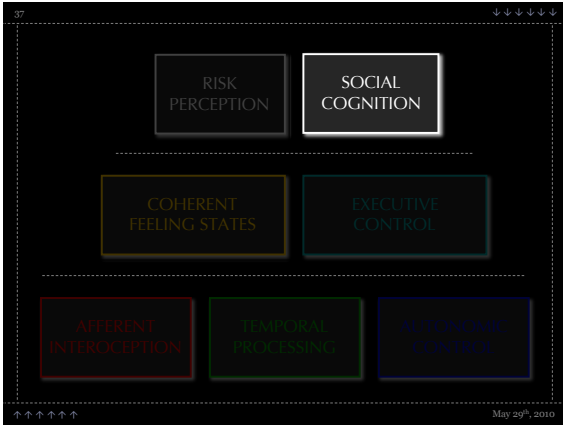 37
↓↓↓↓↓↓
RISK
PERCEPTION
SOCIAL
COGNITION
COHERENT
FEELING STATES
EXECUTIVE
CONTROL
AFFERENT
INTEROCEPTION
TEMPORAL
PROCESSING
AUTONOMIC
CONTROL
↑↑↑↑↑↑
May 29th, 2010